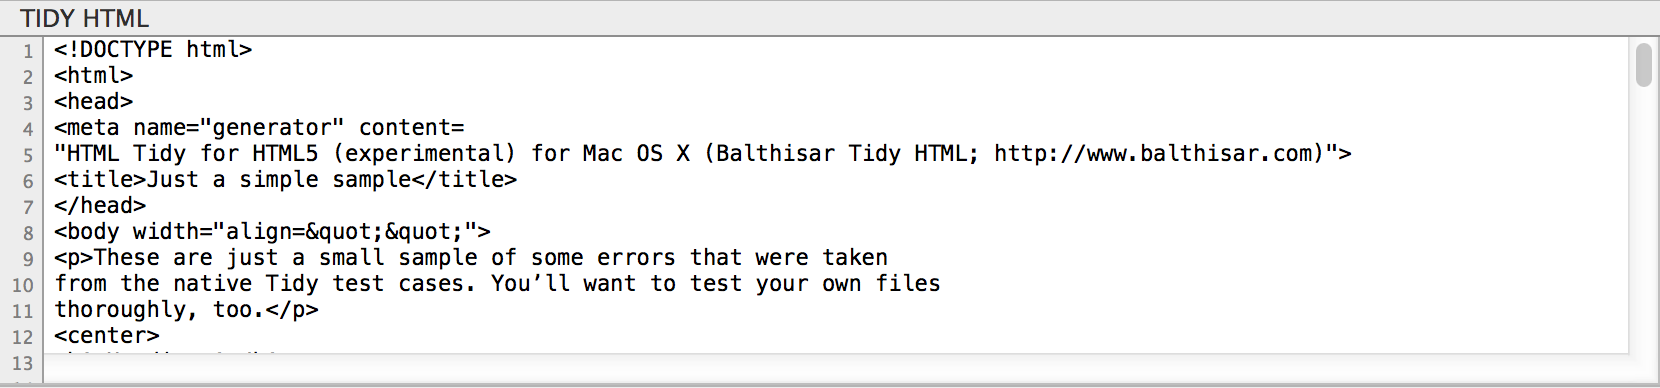 TIDY HTML
1 <!DOCTYPE html>
2 <html>
3 <head>
4 <meta name="generator" content=
5 "HTML Tidy for HTML5 (experimental) for Mac OS X (Balthisar Tidy HTML; http://www.balthisar.com)">
6 <title>Just a simple sample</title>
7 </head>
8 <body width="align=&quot;&quot;">
9 <p>These are just a small sample of some errors that were taken
10 from the native Tidy test cases. You’ll want to test your own files
11 thoroughly, too.</p>
12 <center>
13